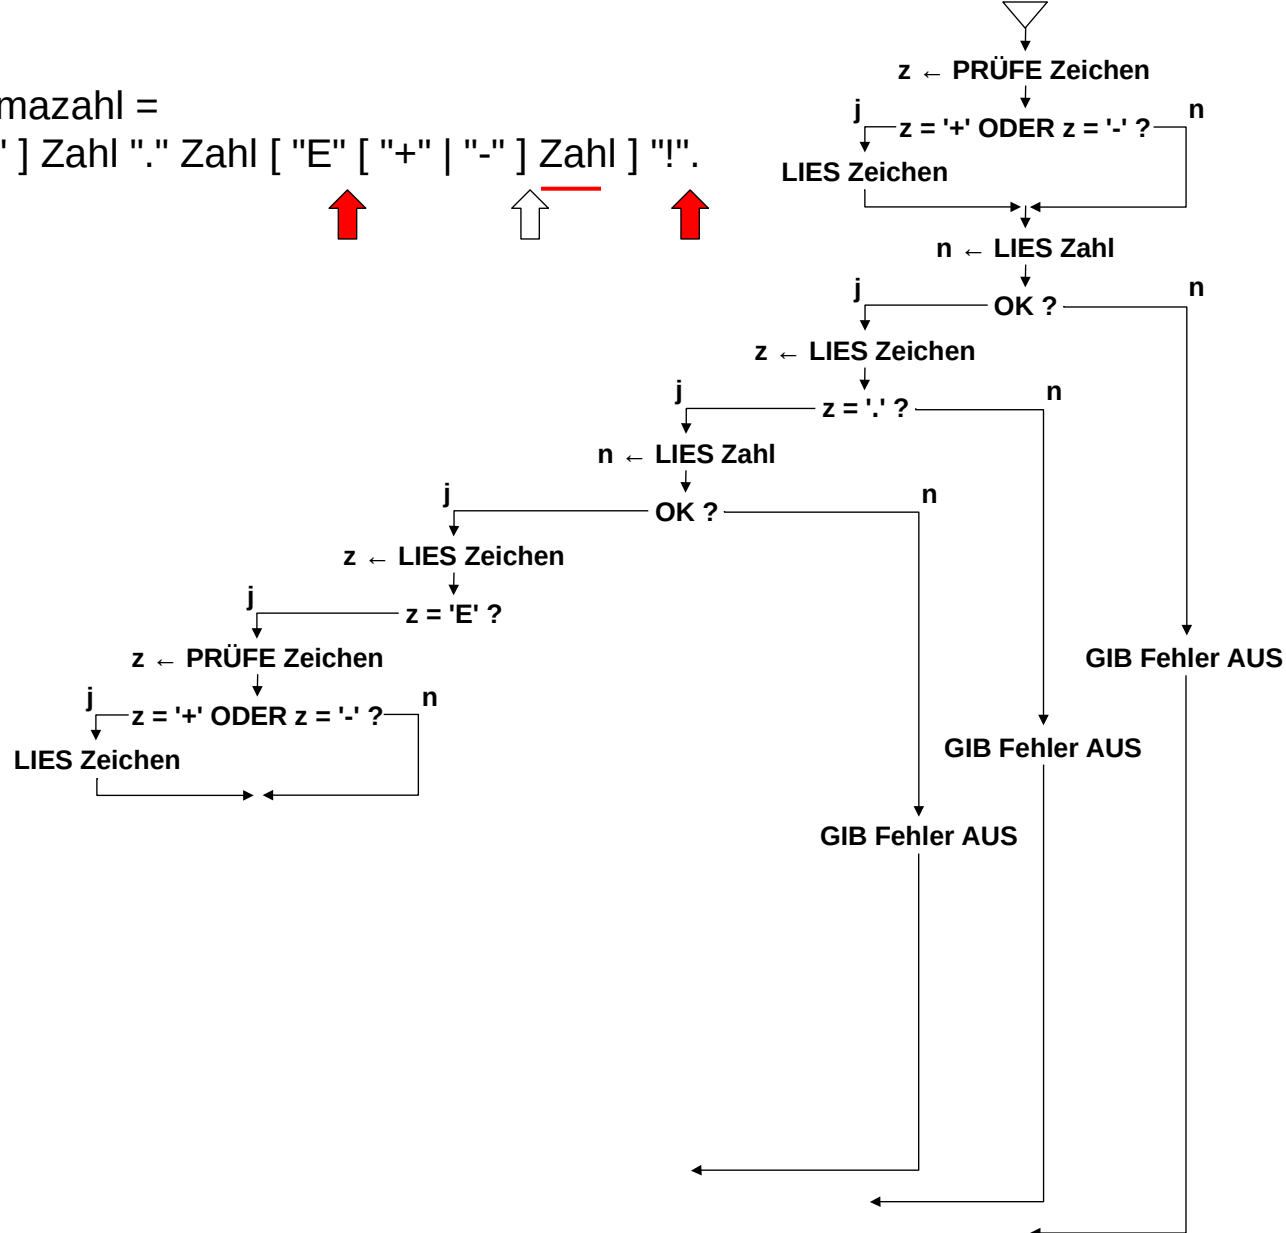 mazahl =
" ] Zahl "." Zahl [ "E" [ "+" | "-" ] Zahl ] "!".
z ← PRÜFE Zeichen
j
n
z = '+' ODER z = '-' ?
LIES Zeichen
n ← LIES Zahl
j
n
OK ?
z ← LIES Zeichen
j
n
z = '.' ?
n ← LIES Zahl
j
n
OK ?
z ← LIES Zeichen
j
z = 'E' ?
z ← PRÜFE Zeichen
GIB Fehler AUS
j
n
z = '+' ODER z = '-' ?
LIES Zeichen
GIB Fehler AUS
GIB Fehler AUS